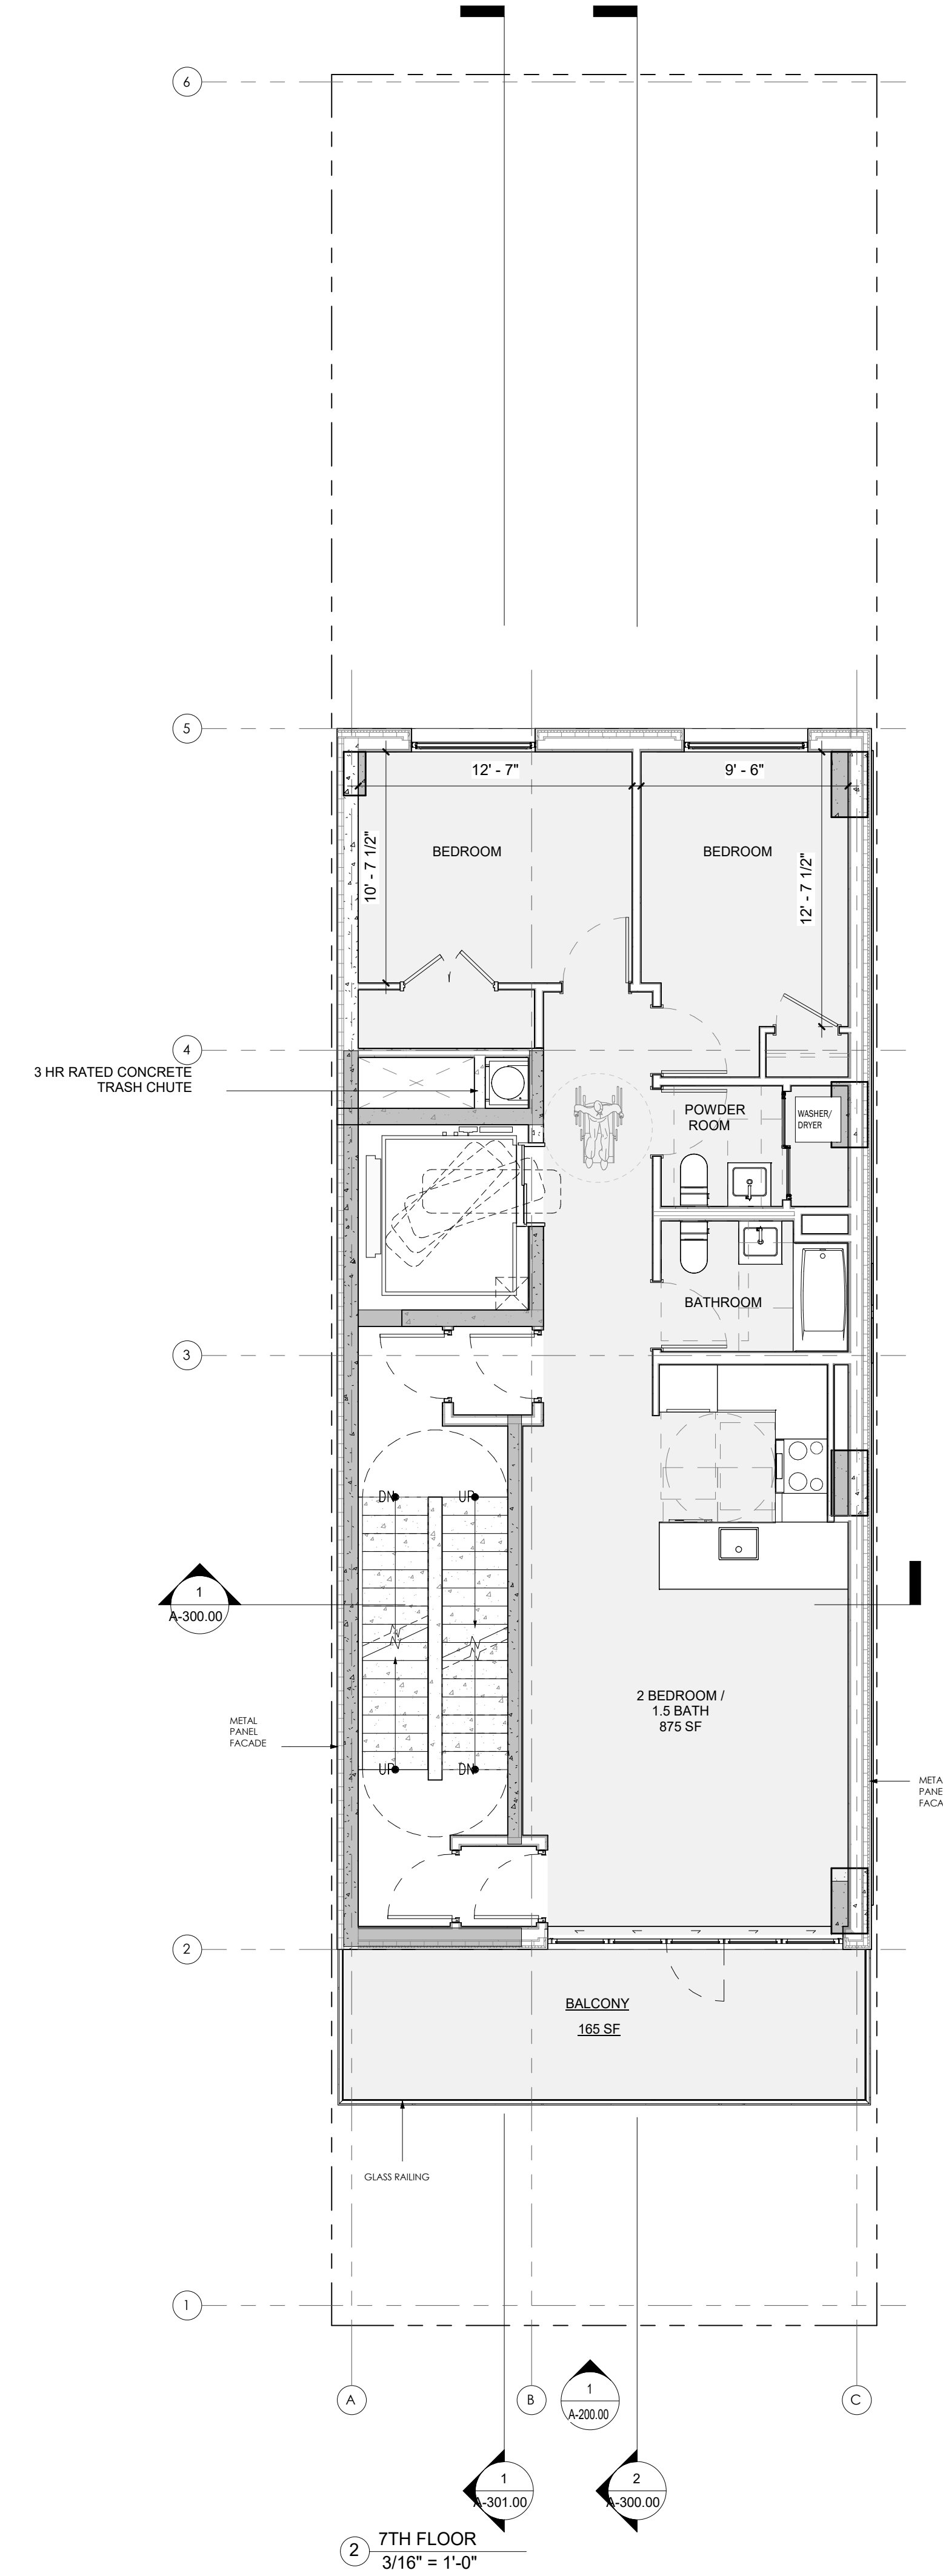 6
5
12' - 7"
9' - 6"
10' - 7 1/2"
BEDROOM
BEDROOM
12' - 7 1/2"
4
3 HR RATED CONCRETE
TRASH CHUTE
POWDER
ROOM
WASHER/
DRYER
BATHROOM
3
DN
UP
1
A-300.00
2 BEDROOM /
1.5 BATH
875 SF
METAL
PANEL
FACADE
UP
DN
META
PANE
FACA
2
BALCONY
165 SF
GLASS RAILING
1
A
B
C
1
A-200.00
1
A-301.00
2
A-300.00
2
7TH FLOOR
3/16" = 1'-0"